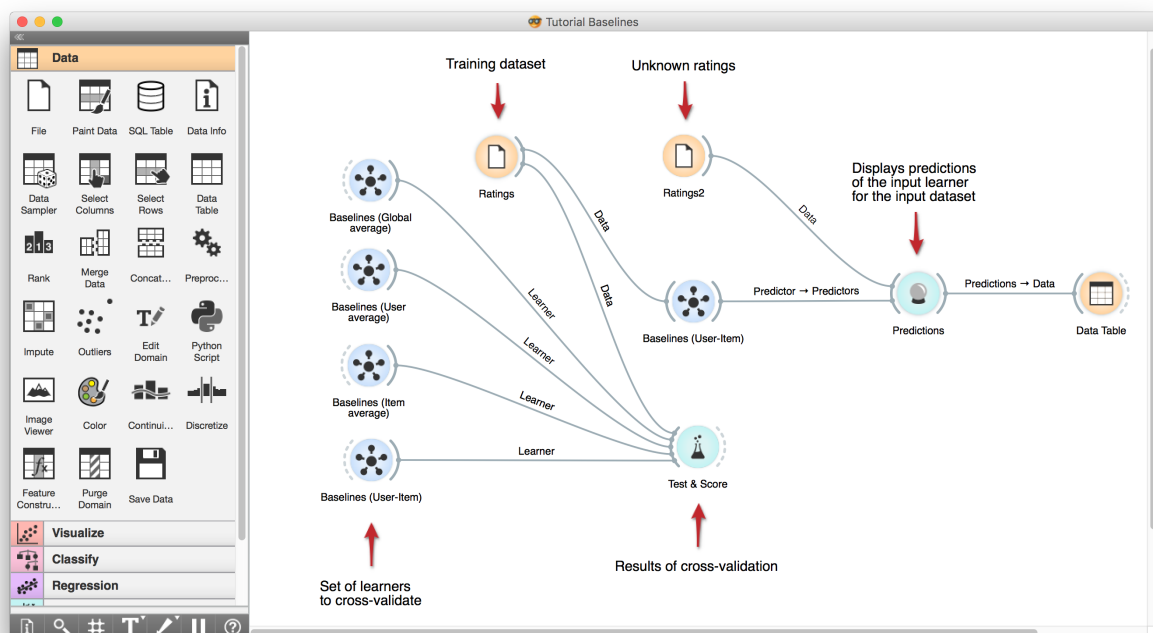 Tutorial Baselines
Data
File
Paint Data
SQL Table
Data Info
Data
Sampler
Select
Columns
Select
Rows
Data
Table
Rank
Merge
Data
Concat...
Preproc...
Impute
Outliers
Edit
Domain
Python
Script
Image
Viewer
Color
Continui...
Discretize
Feature
Constru...
Purge
Domain
Save Data
Visualize
Classify
Regression
Training dataset
Unknown ratings
Ratings
Ratings2
Displays predictions
of the input learner
for the input dataset
Baselines (Global
average)
Baselines (User
average)
Baselines (Item
average)
Baselines (User-Item)
Learner
Learner
Learner
Learner
Data
Data
Data
Baselines (User-Item)
Predictor → Predictors
Predictions
Predictions → Data
Data Table
Test & Score
Set of learners
to cross-validate
Results of cross-validation